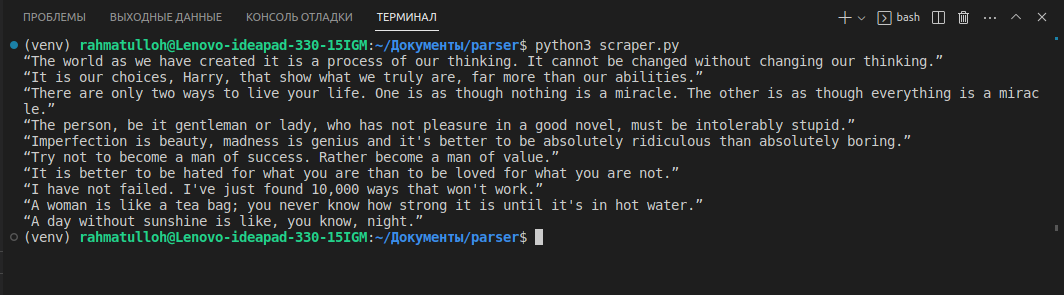 ПРОБЛЕМЫ ВЫХОДНЫЕ ДАННЫЕ КОНСОЛЬ ОТЛАДКИ ТЕРМИНАЛ bash
(venv) rahmatulloh@Lenovo-ideapad-330-15IGM:~/Документы/parser$ python3 scraper.py
“The world as we have created it is a process of our thinking. It cannot be changed without changing our thinking.”
“It is our choices, Harry, that show what we truly are, far more than our abilities.”
“There are only two ways to live your life. One is as though nothing is a miracle. The other is as though everything is a mirac
le.”
“The person, be it gentleman or lady, who has not pleasure in a good novel, must be intolerably stupid.”
“Imperfection is beauty, madness is genius and it's better to be absolutely ridiculous than absolutely boring.”
“Try not to become a man of success. Rather become a man of value.”
“It is better to be hated for what you are than to be loved for what you are not.”
“I have not failed. I've just found 10,000 ways that won't work.”
“A woman is like a tea bag; you never know how strong it is until it's in hot water.”
“A day without sunshine is like, you know, night.”
(venv) rahmatulloh@Lenovo-ideapad-330-15IGM:~/Документы/parser$